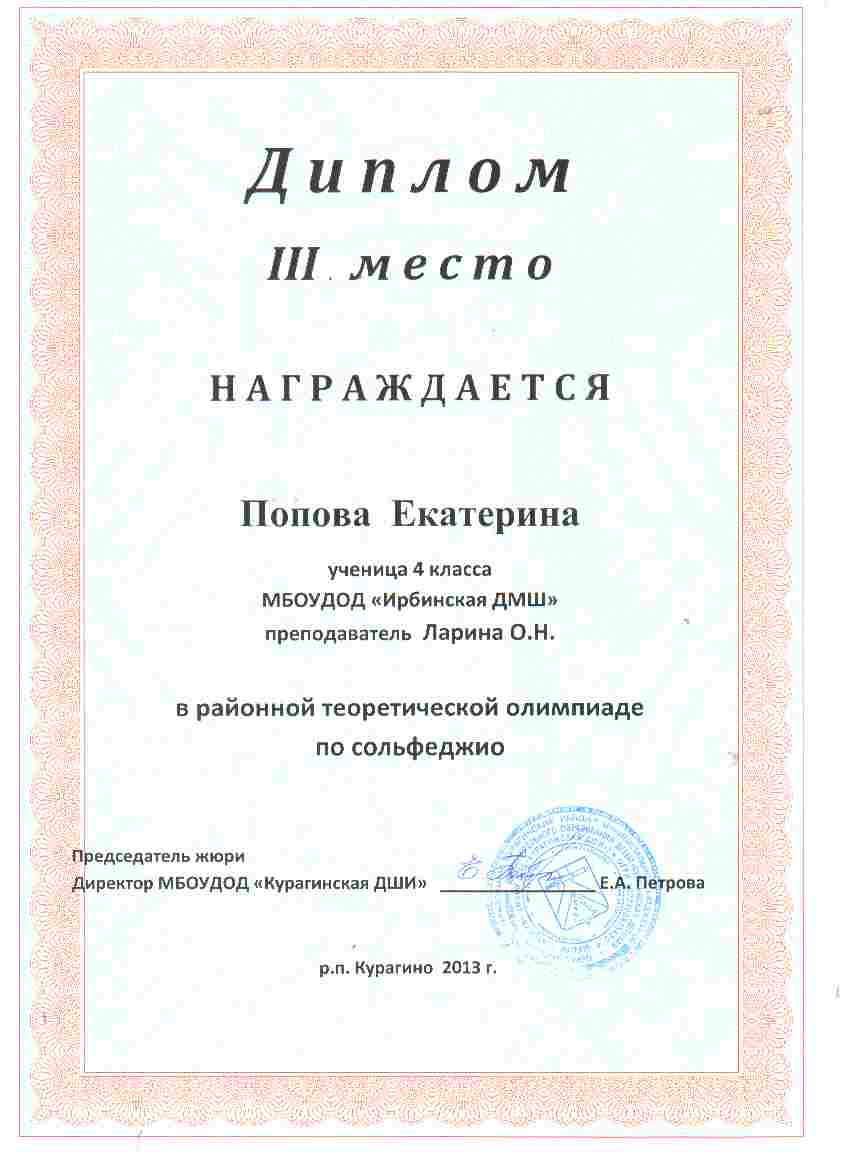 Диплом
III место
НАГРАЖДАЕТСЯ
Попова Екатерина
ученица 4 класса
МБОУДОД «Ирбинская ДМШ»
преподаватель Ларина О.Н.
в районной теоретической олимпиаде
по сольфеджио
Председатель жюри
Директор МБОУДОД «Курагинская ДШИ» Е.А. Петрова
р.п. Курагино 2013 г.